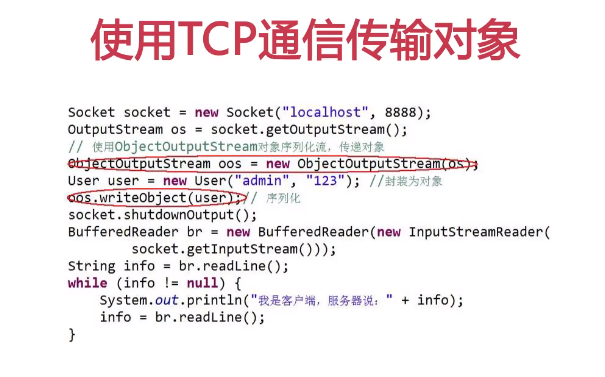 使用TCP通信传输对象
Socket socket = new Socket("localhost", 8888);
OutputStream os = socket.getOutputStream();
// 使用ObjectOutputStream对象序列化流，传递对象
ObjectOutputStream oos = new ObjectOutputStream(os);
User user = new User("admin", "123"); //封装为对象
oos.writeObject(user);// 序列化
socket.shutdownOutput();
BufferedReader br = new BufferedReader(new InputStreamReader(
socket.getInputStream()));
String info = br.readLine();
while (info != null) {
System.out.println("我是客户端，服务器说：" + info);
info = br.readLine();
}